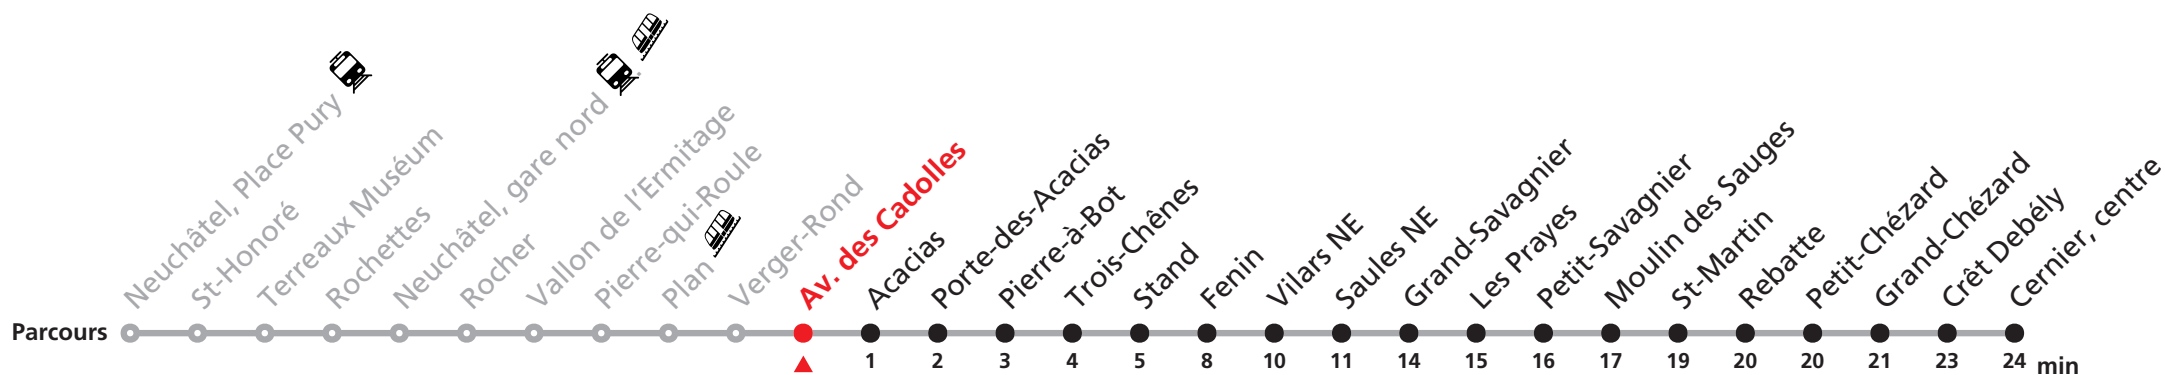 Neuchâtel, Place Pury
St-Honoré
Terreaux Muséum
Rochettes
Neuchâtel, gare nord
Rocher
Vallon de l'Ermitage
Pierre-qui-Roule
Plan
Verger-Rond
Av. des Cadolles
Acacias
Porte-des-Acacias
Pierre-à-Bot
Trois-Chênes
Stand
Fenin
Vilars NE
Saules NE
Grand-Savagnier
Les Prayes
Petit-Savagnier
Moulin des Sauges
St-Martin
Rebatte
Petit-Chézard
Grand-Chézard
Crêt Debély
Cernier, centre
Parcours
1 2 3 4 5 8 10 11 14 15 16 17 19 20 20 21 23 24 min